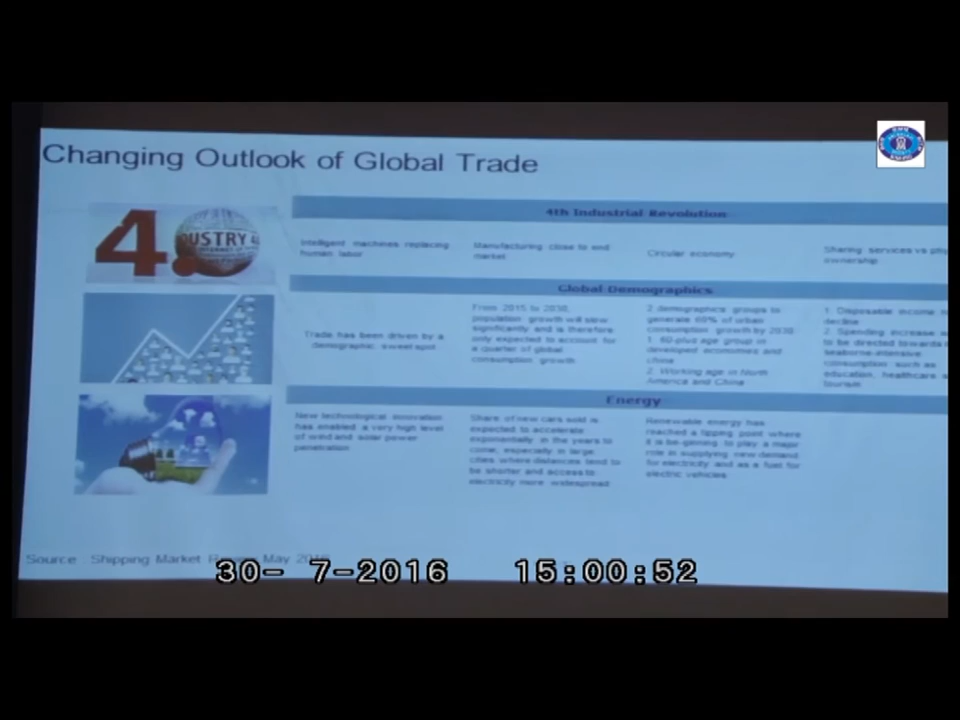 Changing Outlook of Global Trade
4th Industrial Revolution
4.
USTRY 4.
Intelligent machines replacing
human labor
Manufacturing close to end
market
Circular economy
Sharing services vs
ownership
Global Demographics
Trade has been driven by a
demographic sweet spot
From 2015 to 2030,
population growth will slow
significantly and is therefore
only expected to account for
a quarter of global
consumption growth
2 demographics groups to
generate 60% of urban
consumption growth by 2030
1. 60-plus age group in
developed economies and
china
2. Working age in North
America and China
1. Disposable income
decline
2. Spending increase
to be directed towards
seaborne-intensive
consumption such as
education, healthcare
tourism
Energy
New technological innovation
has enabled a very high level
of wind and solar power
penetration
Share of new cars sold is
expected to accelerate
exponentially in the years to
come, especially in large
cities where distances tend to
be shorter and access to
electricity more widespread
Renewable energy has
reached a tipping point where
it is be-ginning to play a major
role in supplying new demand
for electricity and as a fuel for
electric vehicles.
Source : Shipping Market Review May 2016
30- 7-2016 15:00:52